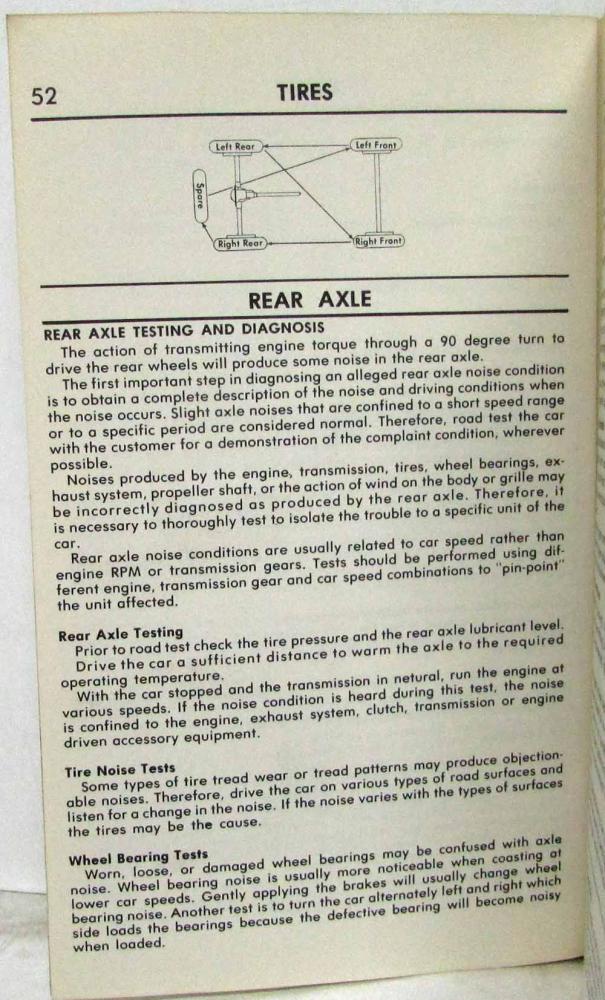 52
TIRES
Left Rear
Left Front
Spare
Right Rear
Right Front
REAR AXLE
REAR AXLE TESTING AND DIAGNOSIS
The action of transmitting engine torque through a 90 degree turn to
drive the rear wheels will produce some noise in the rear axle.
The first important step in diagnosing an alleged rear axle noise condition
is to obtain a complete description of the noise and driving conditions when
the noise occurs. Slight axle noises that are confined to a short speed range
or to a specific period are considered normal. Therefore, road test the car
with the customer for a demonstration of the complaint condition, wherever
possible.
Noises produced by the engine, transmission, tires, wheel bearings, ex-
haust system, propeller shaft, or the action of wind on the body or grille may
be incorrectly diagnosed as produced by the rear axle. Therefore, it
is necessary to thoroughly test to isolate the trouble to a specific unit of the
car.
Rear axle noise conditions are usually related to car speed rather than
engine RPM or transmission gears. Tests should be performed using dif-
ferent engine, transmission gear and car speed combinations to "pin-point"
the unit affected.
Rear Axle Testing
Prior to road test check the tire pressure and the rear axle lubricant level.
Drive the car a sufficient distance to warm the axle to the required
operating temperature.
With the car stopped and the transmission in netural, run the engine at
various speeds. If the noise condition is heard during this test, the noise
is confined to the engine, exhaust system, clutch, transmission or engine
driven accessory equipment.
Tire Noise Tests
Some types of tire tread wear or tread patterns may produce objection-
able noises. Therefore, drive the car on various types of road surfaces and
listen for a change in the noise. If the noise varies with the types of surfaces
the tires may be the cause.
Wheel Bearing Tests
Worn, loose, or damaged wheel bearings may be confused with axle
noise. Wheel bearing noise is usually more noticeable when coasting at
lower car speeds. Gently applying the brakes will usually change wheel
bearing noise. Another test is to turn the car alternately left and right which
side loads the bearings because the defective bearing will become noisy
when loaded.